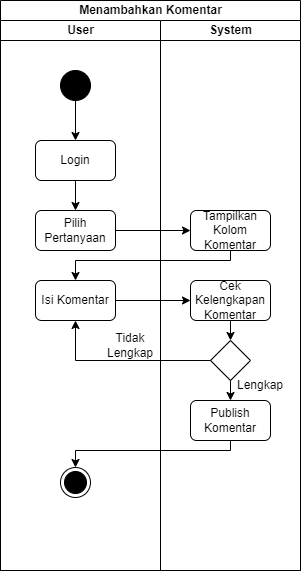 Menambahkan Komentar
User
System
Login
Pilih
Pertanyaan
Tampilkan
Kolom
Komentar
Isi Komentar
Cek
Kelengkapan
Komentar
Tidak
Lengkap
Lengkap
Publish
Komentar